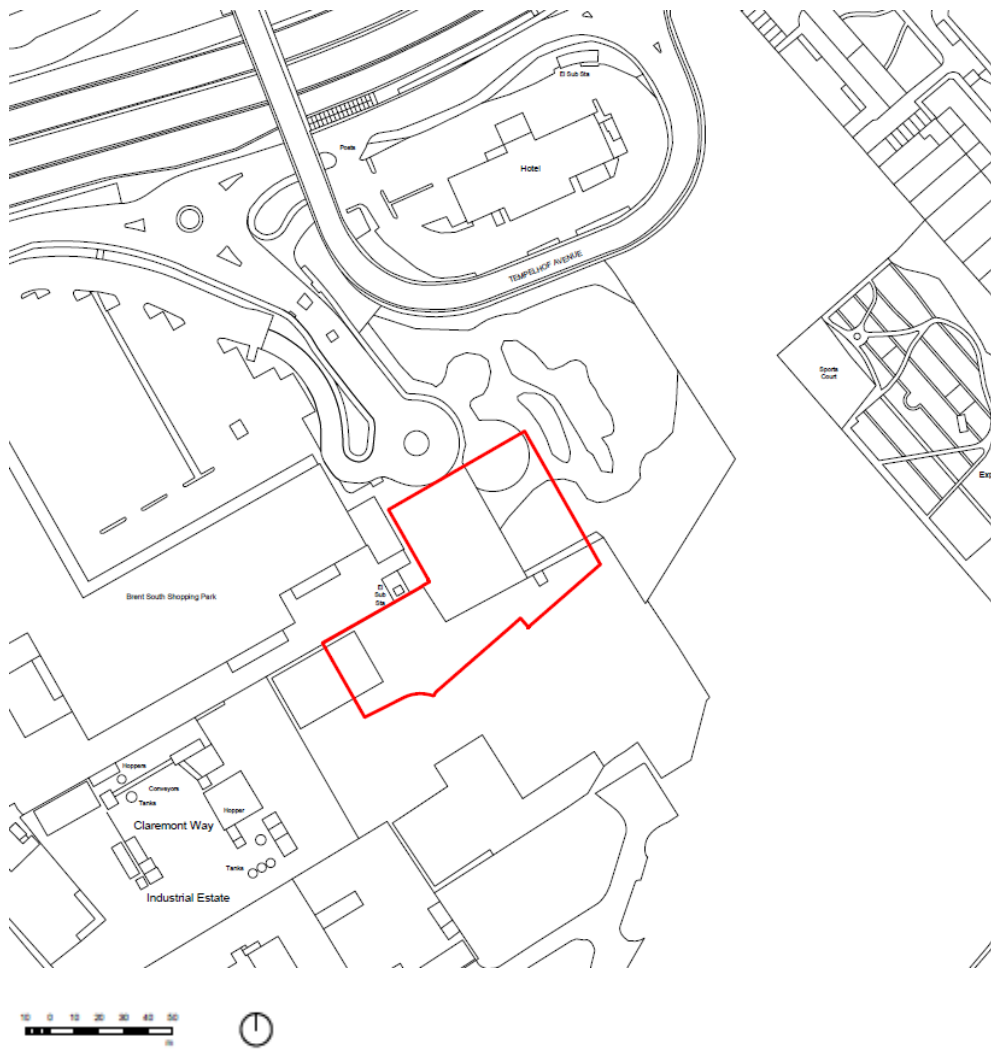 El Sub Sta
Posts
Hotel
TEMPELHOF AVENUE
Sports
Court
Exp
El
Sub
Sta
Brent South Shopping Park
Hoppers
Conveyors
Tanks
Hopper
Claremont Way
Tanks
Industrial Estate
10 0 10 20 30 40 50
m